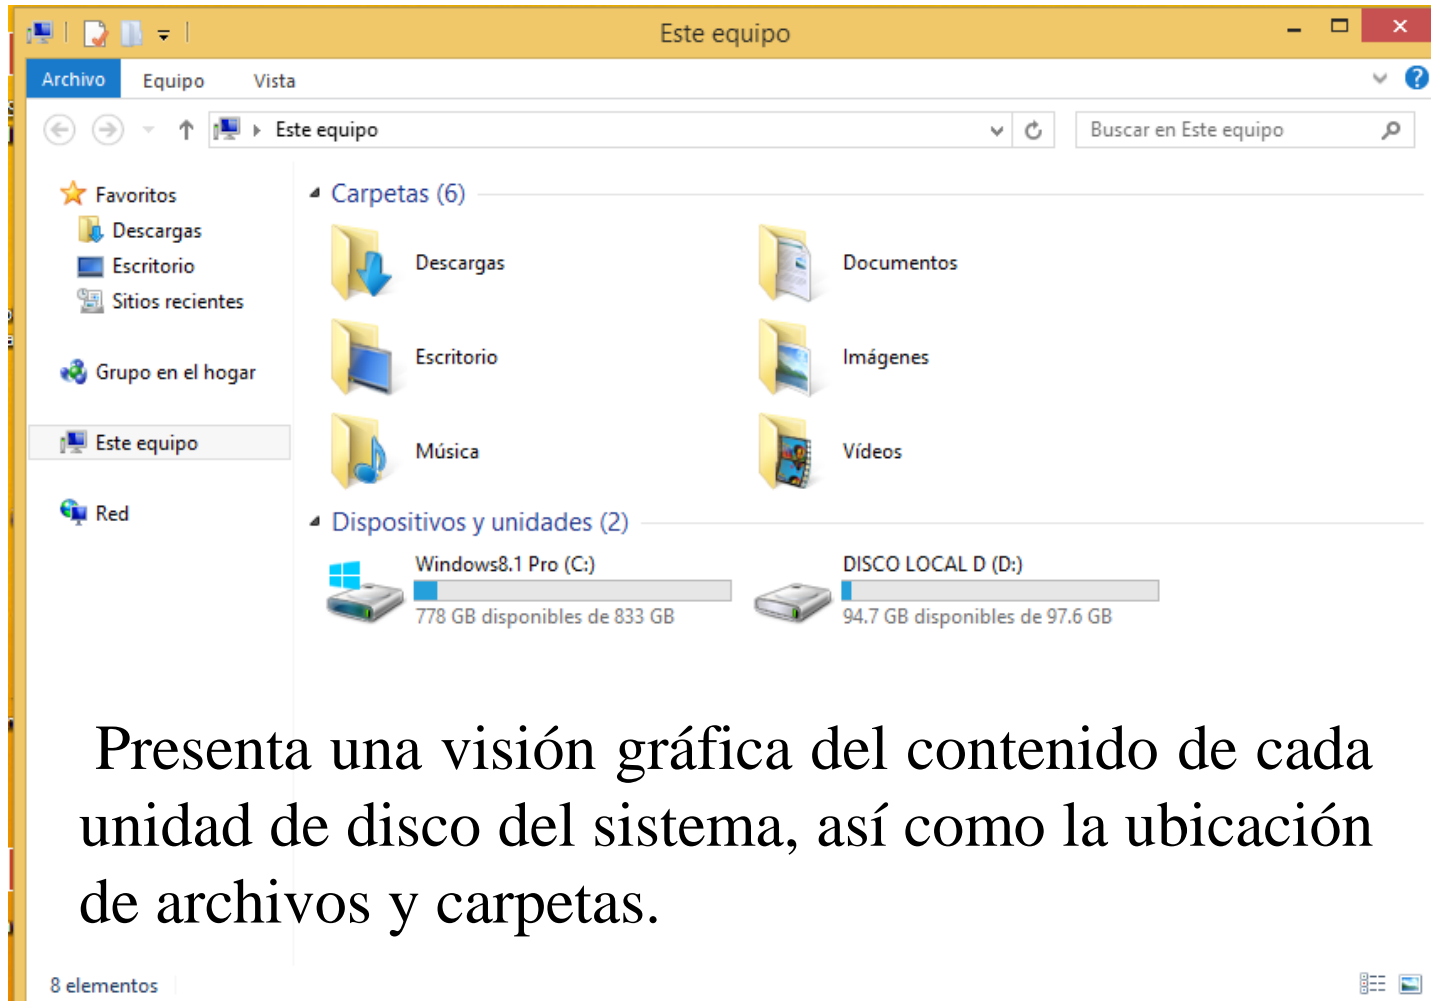 Este equipo
Archivo Equipo Vista
Este equipo Buscar en Este equipo
Favoritos
Descargas
Escritorio
Sitios recientes
Grupo en el hogar
Este equipo
Red
Carpetas (6)
Descargas Documentos
Escritorio Imágenes
Música Vídeos
Dispositivos y unidades (2)
Windows8.1 Pro (C:) DISCO LOCAL D (D:)
778 GB disponibles de 833 GB 94.7 GB disponibles de 97.6 GB
Presenta una visión gráfica del contenido de cada
unidad de disco del sistema, así como la ubicación
de archivos y carpetas.
8 elementos